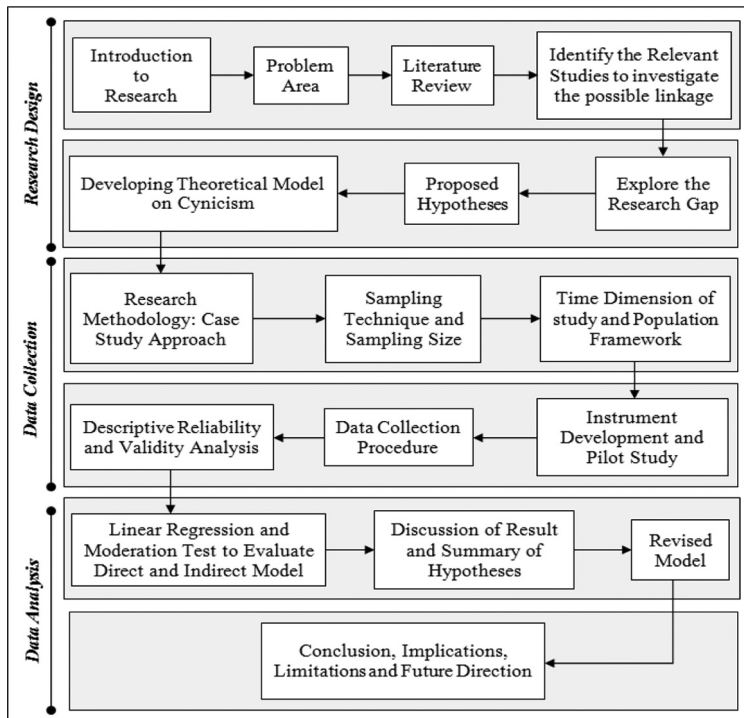 Research Design
Introduction
to
Research
Problem
Area
Literature
Review
Identify the Relevant
Studies to investigate
the possible linkage
Explore the
Research Gap
Proposed
Hypotheses
Developing Theoretical Model
on Cynicism
Data Collection
Research
Methodology: Case
Study Approach
Sampling
Technique and
Sampling Size
Time Dimension of
study and Population
Framework
Instrument
Development and
Pilot Study
Data Collection
Procedure
Descriptive Reliability
and Validity Analysis
Data Analysis
Linear Regression and
Moderation Test to Evaluate
Direct and Indirect Model
Discussion of Result
and Summary of
Hypotheses
Revised
Model
Conclusion, Implications,
Limitations and Future Direction